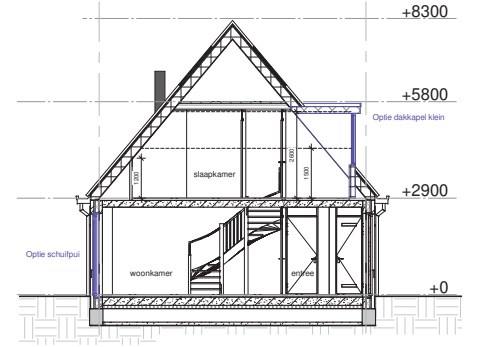 +8300
+5800
Optie dakkapel klein
2600
1500
1200
slaapkamer
+2900
Optie schuifpui
woonkamer
entree
+0